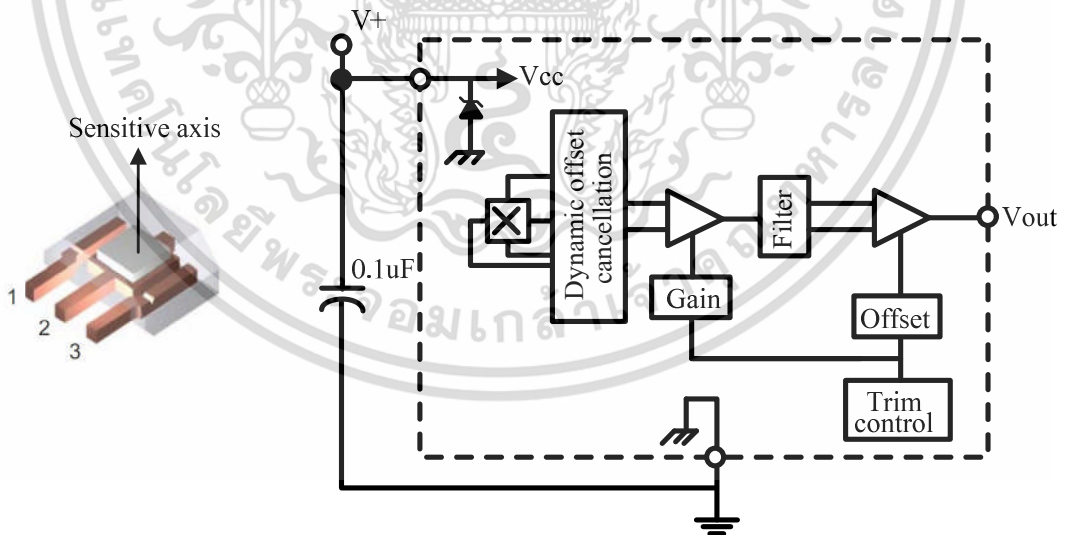 V+
Vcc
Sensitive axis
1
2
3
0.1uF
Dynamic offset
cancellation
Gain
Filter
Offset
Trim
control
Vout